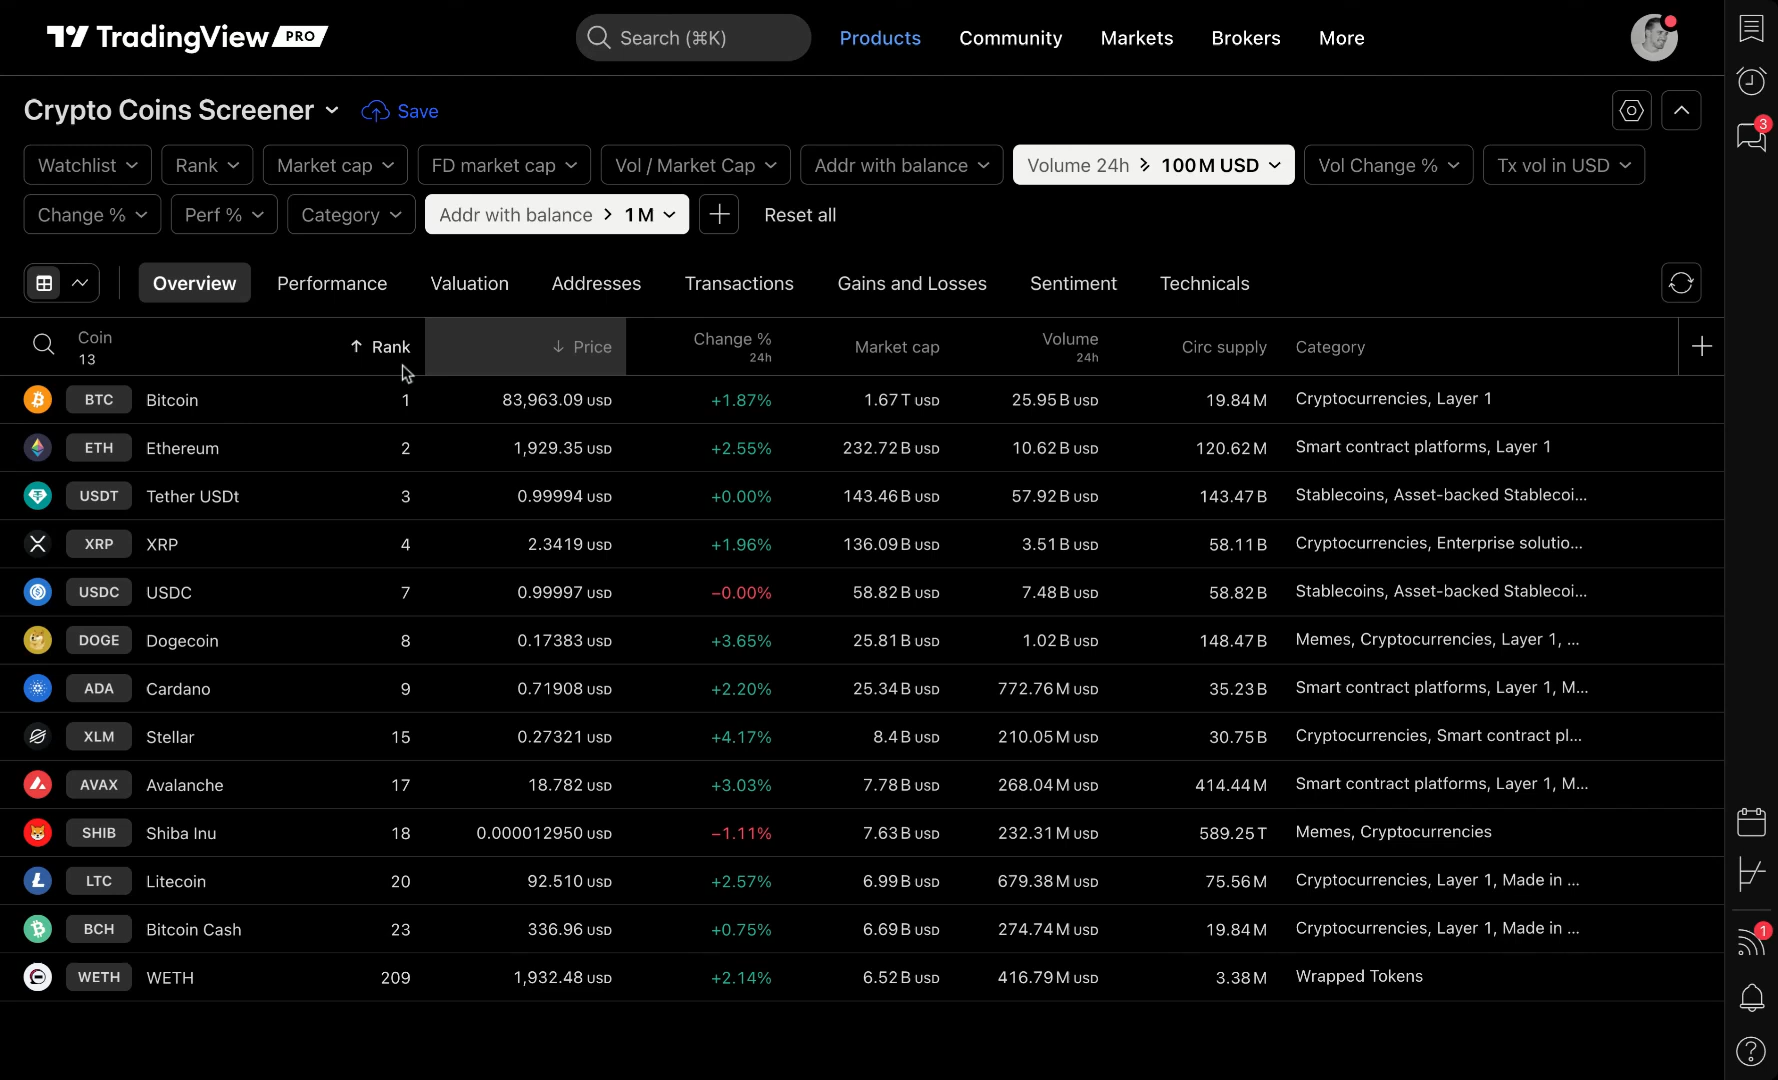 TradingView PRO
Search (⌘K)
Products Community Markets Brokers More
Crypto Coins Screener Save
3
Watchlist Rank Market cap FD market cap Vol / Market Cap Addr with balance Volume 24h > 100 M USD Vol Change % Tx vol in USD
Change % Perf % Category Addr with balance > 1 M + Reset all
Overview Performance Valuation Addresses Transactions Gains and Losses Sentiment Technicals
Coin 13 ↑ Rank ↓ Price Change % 24h Market cap Volume 24h Circ supply Category +
BTC Bitcoin 1 83,963.09 USD +1.87% 1.67 T USD 25.95 B USD 19.84 M Cryptocurrencies, Layer 1
ETH Ethereum 2 1,929.35 USD +2.55% 232.72 B USD 10.62 B USD 120.62 M Smart contract platforms, Layer 1
USDT Tether USDt 3 0.99994 USD +0.00% 143.46 B USD 57.92 B USD 143.47 B Stablecoins, Asset-backed Stablecoi...
XRP XRP 4 2.3419 USD +1.96% 136.09 B USD 3.51 B USD 58.11 B Cryptocurrencies, Enterprise solutio...
USDC USDC 7 0.99997 USD −0.00% 58.82 B USD 7.48 B USD 58.82 B Stablecoins, Asset-backed Stablecoi...
DOGE Dogecoin 8 0.17383 USD +3.65% 25.81 B USD 1.02 B USD 148.47 B Memes, Cryptocurrencies, Layer 1, ...
ADA Cardano 9 0.71908 USD +2.20% 25.34 B USD 772.76 M USD 35.23 B Smart contract platforms, Layer 1, M...
XLM Stellar 15 0.27321 USD +4.17% 8.4 B USD 210.05 M USD 30.75 B Cryptocurrencies, Smart contract pl...
AVAX Avalanche 17 18.782 USD +3.03% 7.78 B USD 268.04 M USD 414.44 M Smart contract platforms, Layer 1, M...
SHIB Shiba Inu 18 0.000012950 USD −1.11% 7.63 B USD 232.31 M USD 589.25 T Memes, Cryptocurrencies
LTC Litecoin 20 92.510 USD +2.57% 6.99 B USD 679.38 M USD 75.56 M Cryptocurrencies, Layer 1, Made in ...
BCH Bitcoin Cash 23 336.96 USD +0.75% 6.69 B USD 274.74 M USD 19.84 M Cryptocurrencies, Layer 1, Made in ...
1
WETH WETH 209 1,932.48 USD +2.14% 6.52 B USD 416.79 M USD 3.38 M Wrapped Tokens